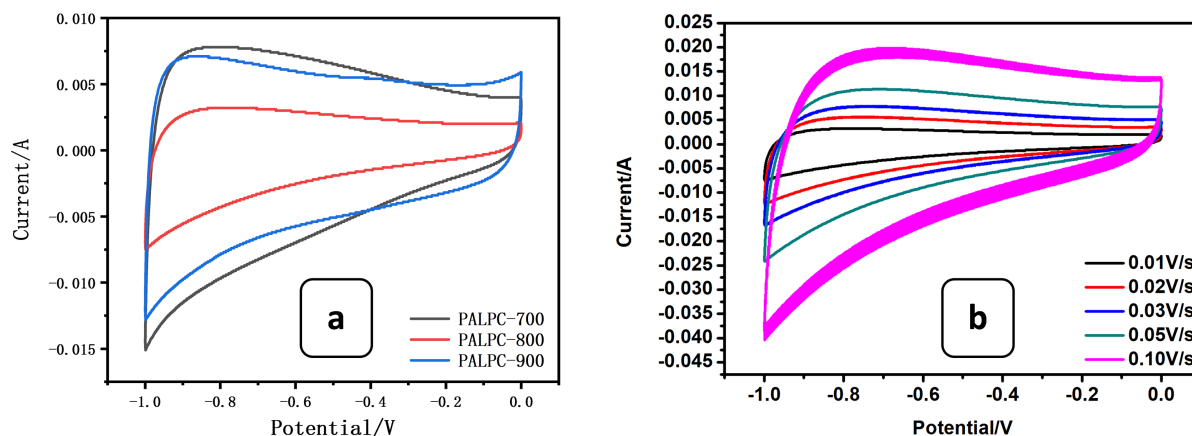 0.010
0.005
0.000
-0.005
-0.010
-0.015
Current/A
-1.0
-0.8
-0.6
-0.4
-0.2
0.0
Potential/V
a
PALPC-700
PALPC-800
PALPC-900
0.025
0.020
0.015
0.010
0.005
0.000
-0.005
-0.010
-0.015
-0.020
-0.025
-0.030
-0.035
-0.040
-0.045
Current/A
-1.0
-0.8
-0.6
-0.4
-0.2
0.0
Potential/V
b
0.01V/s
0.02V/s
0.03V/s
0.05V/s
0.10V/s